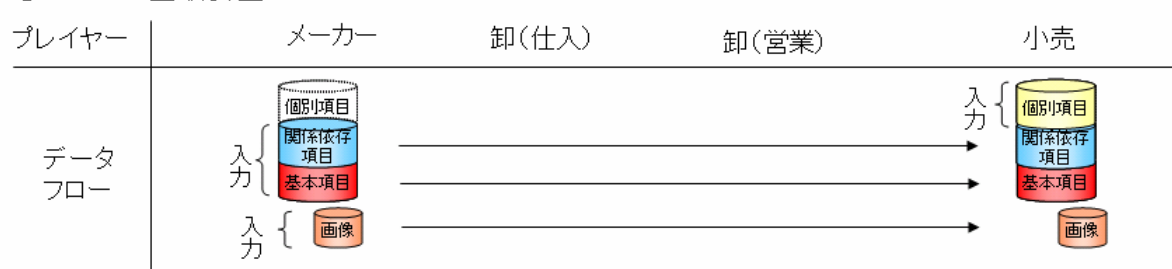 プレイヤー
メーカー
卸(仕入)
卸(営業)
小売
データ
フロー
入力
個別項目
関係依存
項目
基本項目
入力
画像
入力
個別項目
関係依存
項目
基本項目
画像